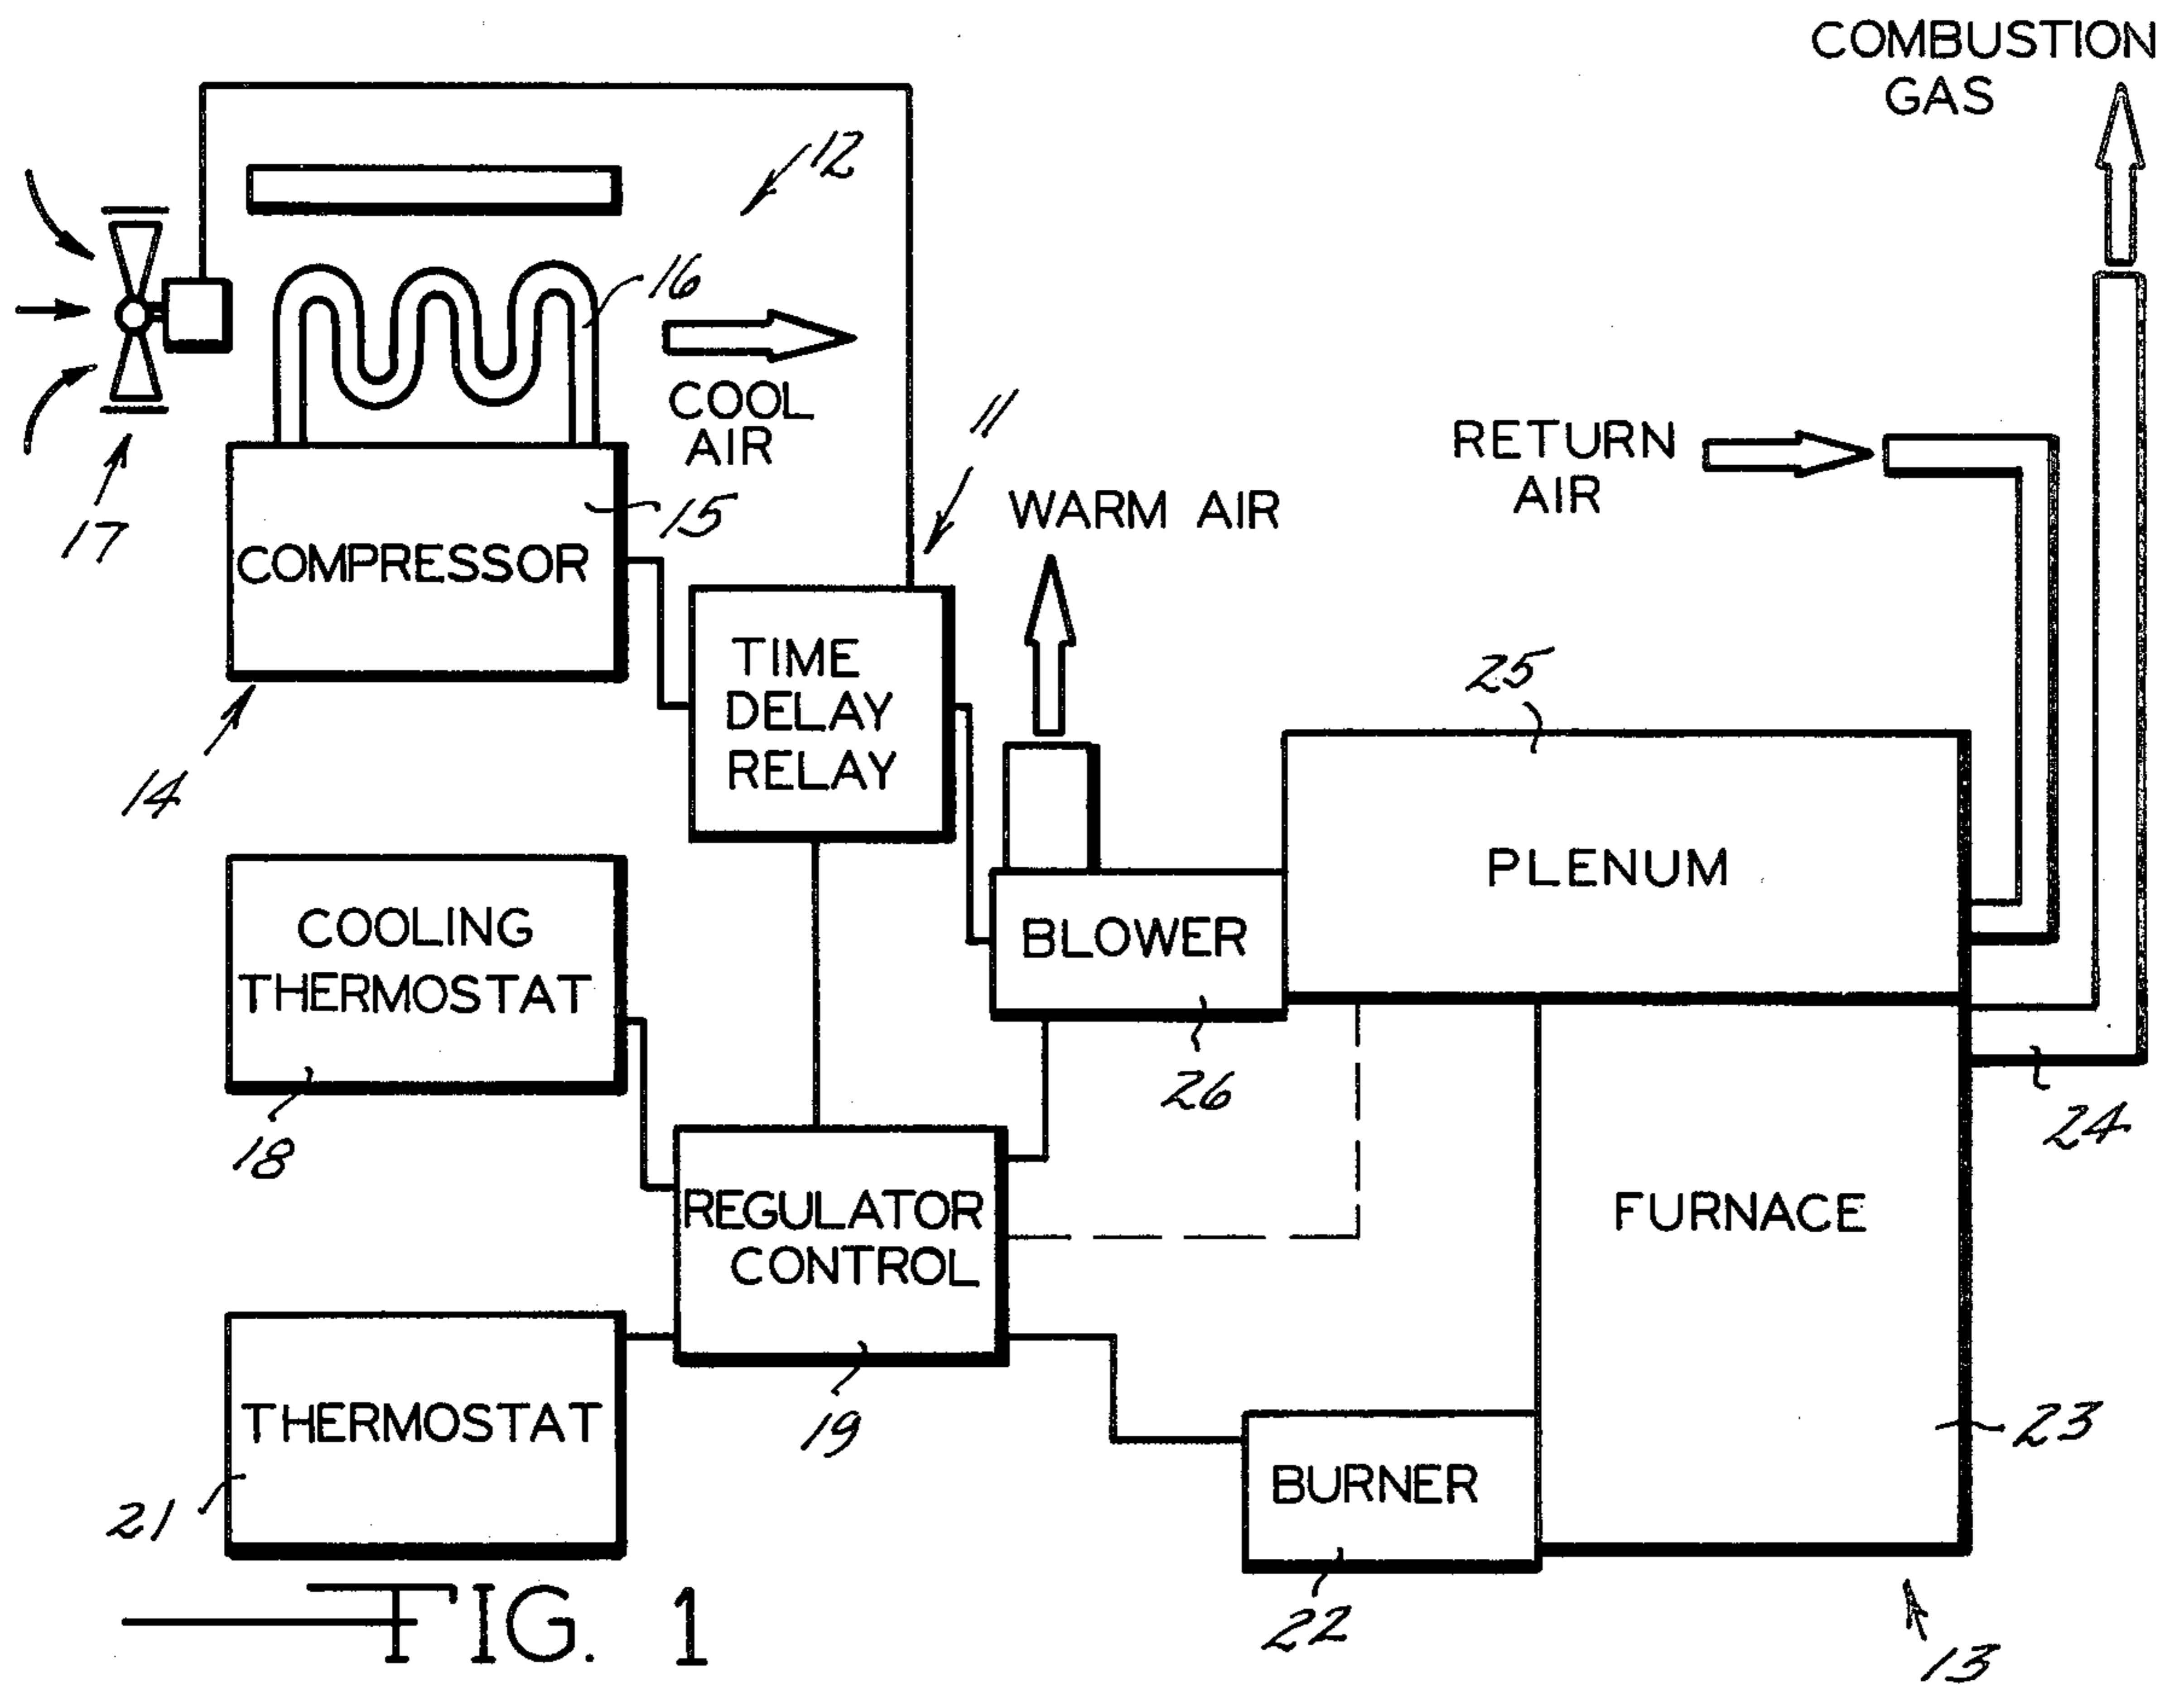 COMBUSTION
GAS
12
16
COOL
AIR
11
RETURN
AIR
WARM AIR
17
15
COMPRESSOR
TIME
DELAY
RELAY
25
14
PLENUM
COOLING
THERMOSTAT
BLOWER
26
24
18
REGULATOR
CONTROL
FURNACE
THERMOSTAT
19
23
21
BURNER
22
13
FIG. 1